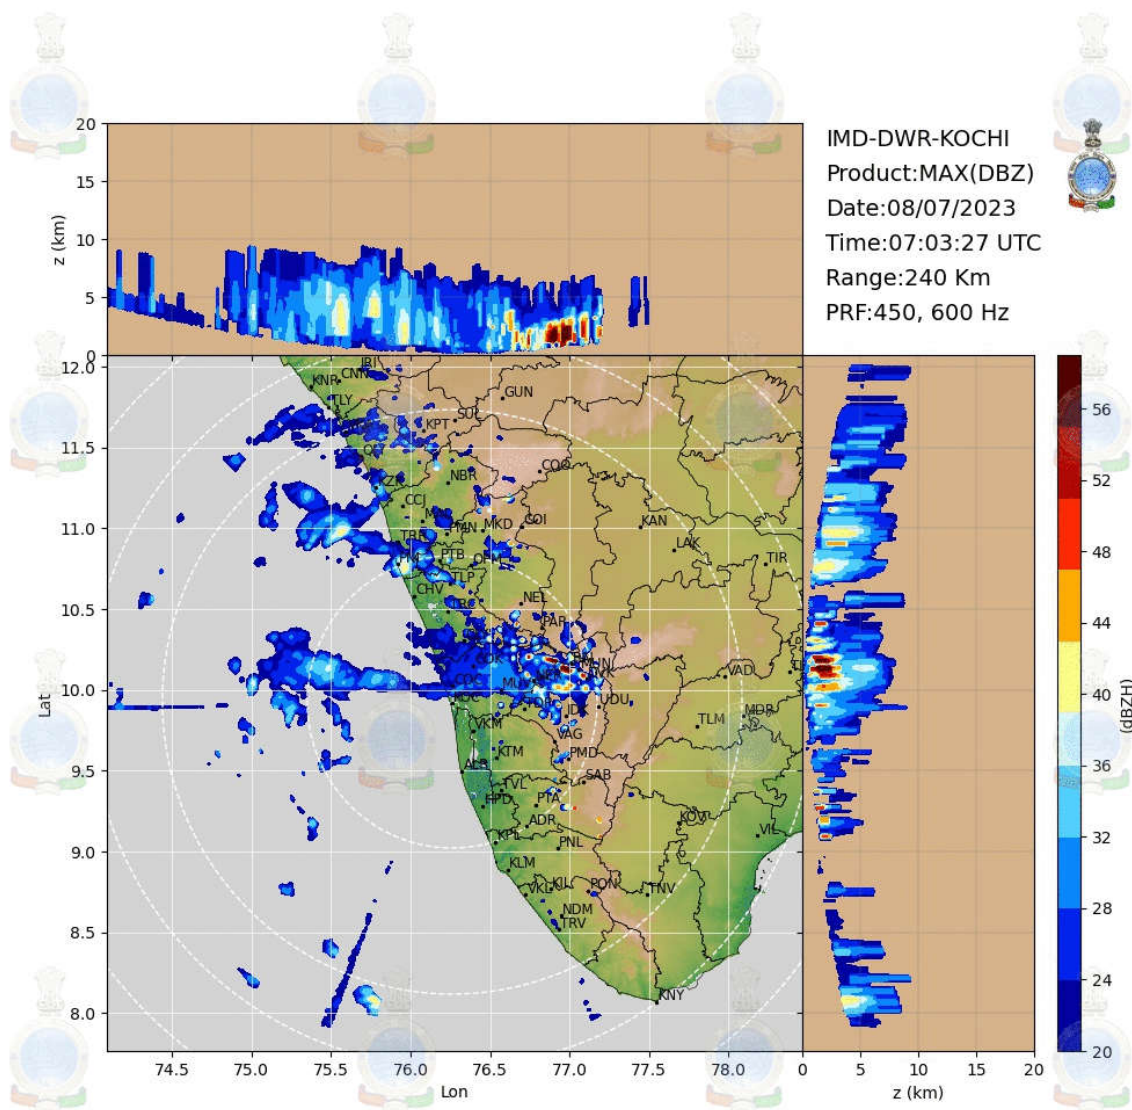 IMD-DWR-KOCHI
Product:MAX(DBZ)
Date:08/07/2023
Time:07:03:27 UTC
Range:240 Km
PRF:450, 600 Hz
20
15
10
5
0
z (km)
12.0
11.5
11.0
10.5
10.0
9.5
9.0
8.5
8.0
Lat
IRI
CNN
KNR
TLY
GUN
SUL
KPT
COO
NBR
CCJ
MKD
COI
KAN
PMN
LAK
TIR
PTB
TLP
CHV
NEL
PAR
VAD
UDU
MDR
TLM
VKM
VAG
KTM
PMD
ALB
SAB
TVL
PTA
HPD
ADR
KOV
VIL
KPL
PNL
KLM
VKL
PON
TNV
NDM
TRV
KNY
74.5 75.0 75.5 76.0 76.5 77.0 77.5 78.0
Lon
0 5 10 15 20
z (km)
56
52
48
44
40
36
32
28
24
20
(dBZH)